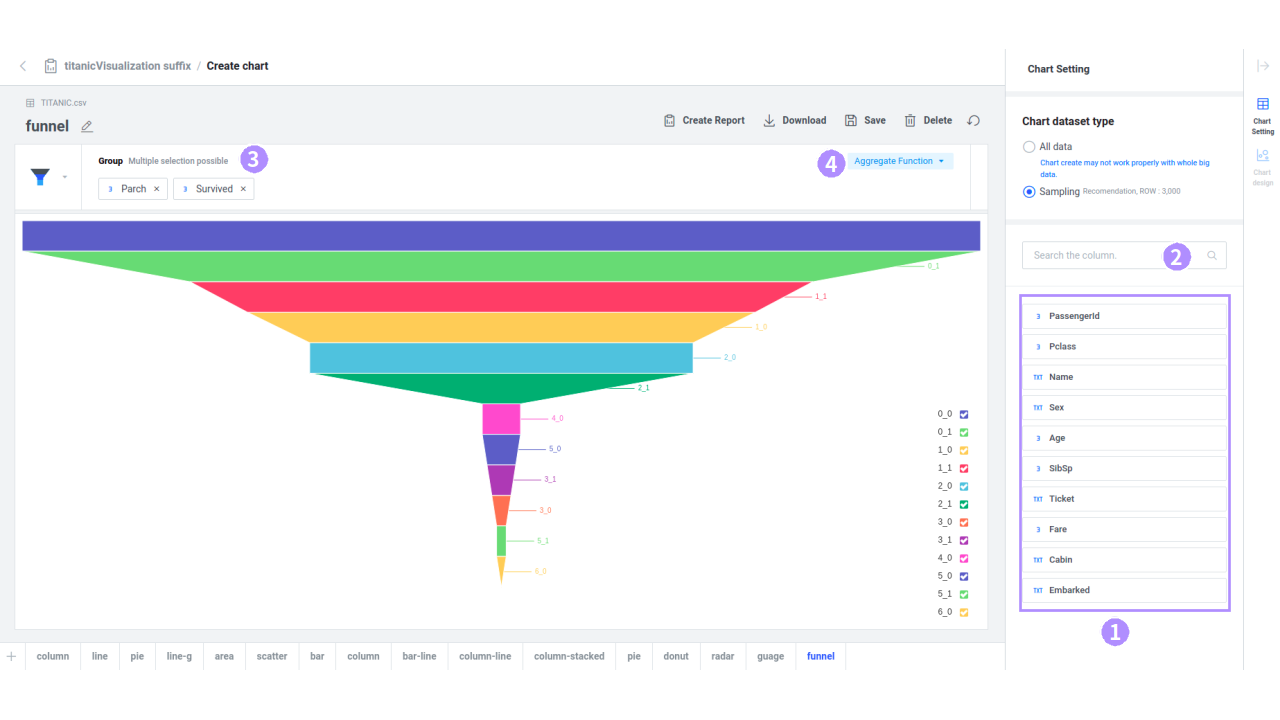 titanicVisualization suffix / Create chart
TITANIC.csv
funnel
Create Report
Download
Save
Delete
Group Multiple selection possible
3
4
Aggregate Function
3 Parch ×
3 Survived ×
0_1
1_1
1_0
2_0
2_1
4_0
5_0
3_1
3_0
5_1
6_0
0_0
0_1
1_0
1_1
2_0
2_1
3_0
3_1
4_0
5_0
5_1
6_0
+
column
line
pie
line-g
area
scatter
bar
column
bar-line
column-line
column-stacked
pie
donut
radar
guage
funnel
Chart Setting
Chart dataset type
All data
Chart create may not work properly with whole big
data.
Sampling Recomendation, ROW : 3,000
Search the column.
2
3 PassengerId
3 Pclass
TXT Name
TXT Sex
3 Age
3 SibSp
TXT Ticket
3 Fare
TXT Cabin
TXT Embarked
1
Chart
Setting
Chart
design